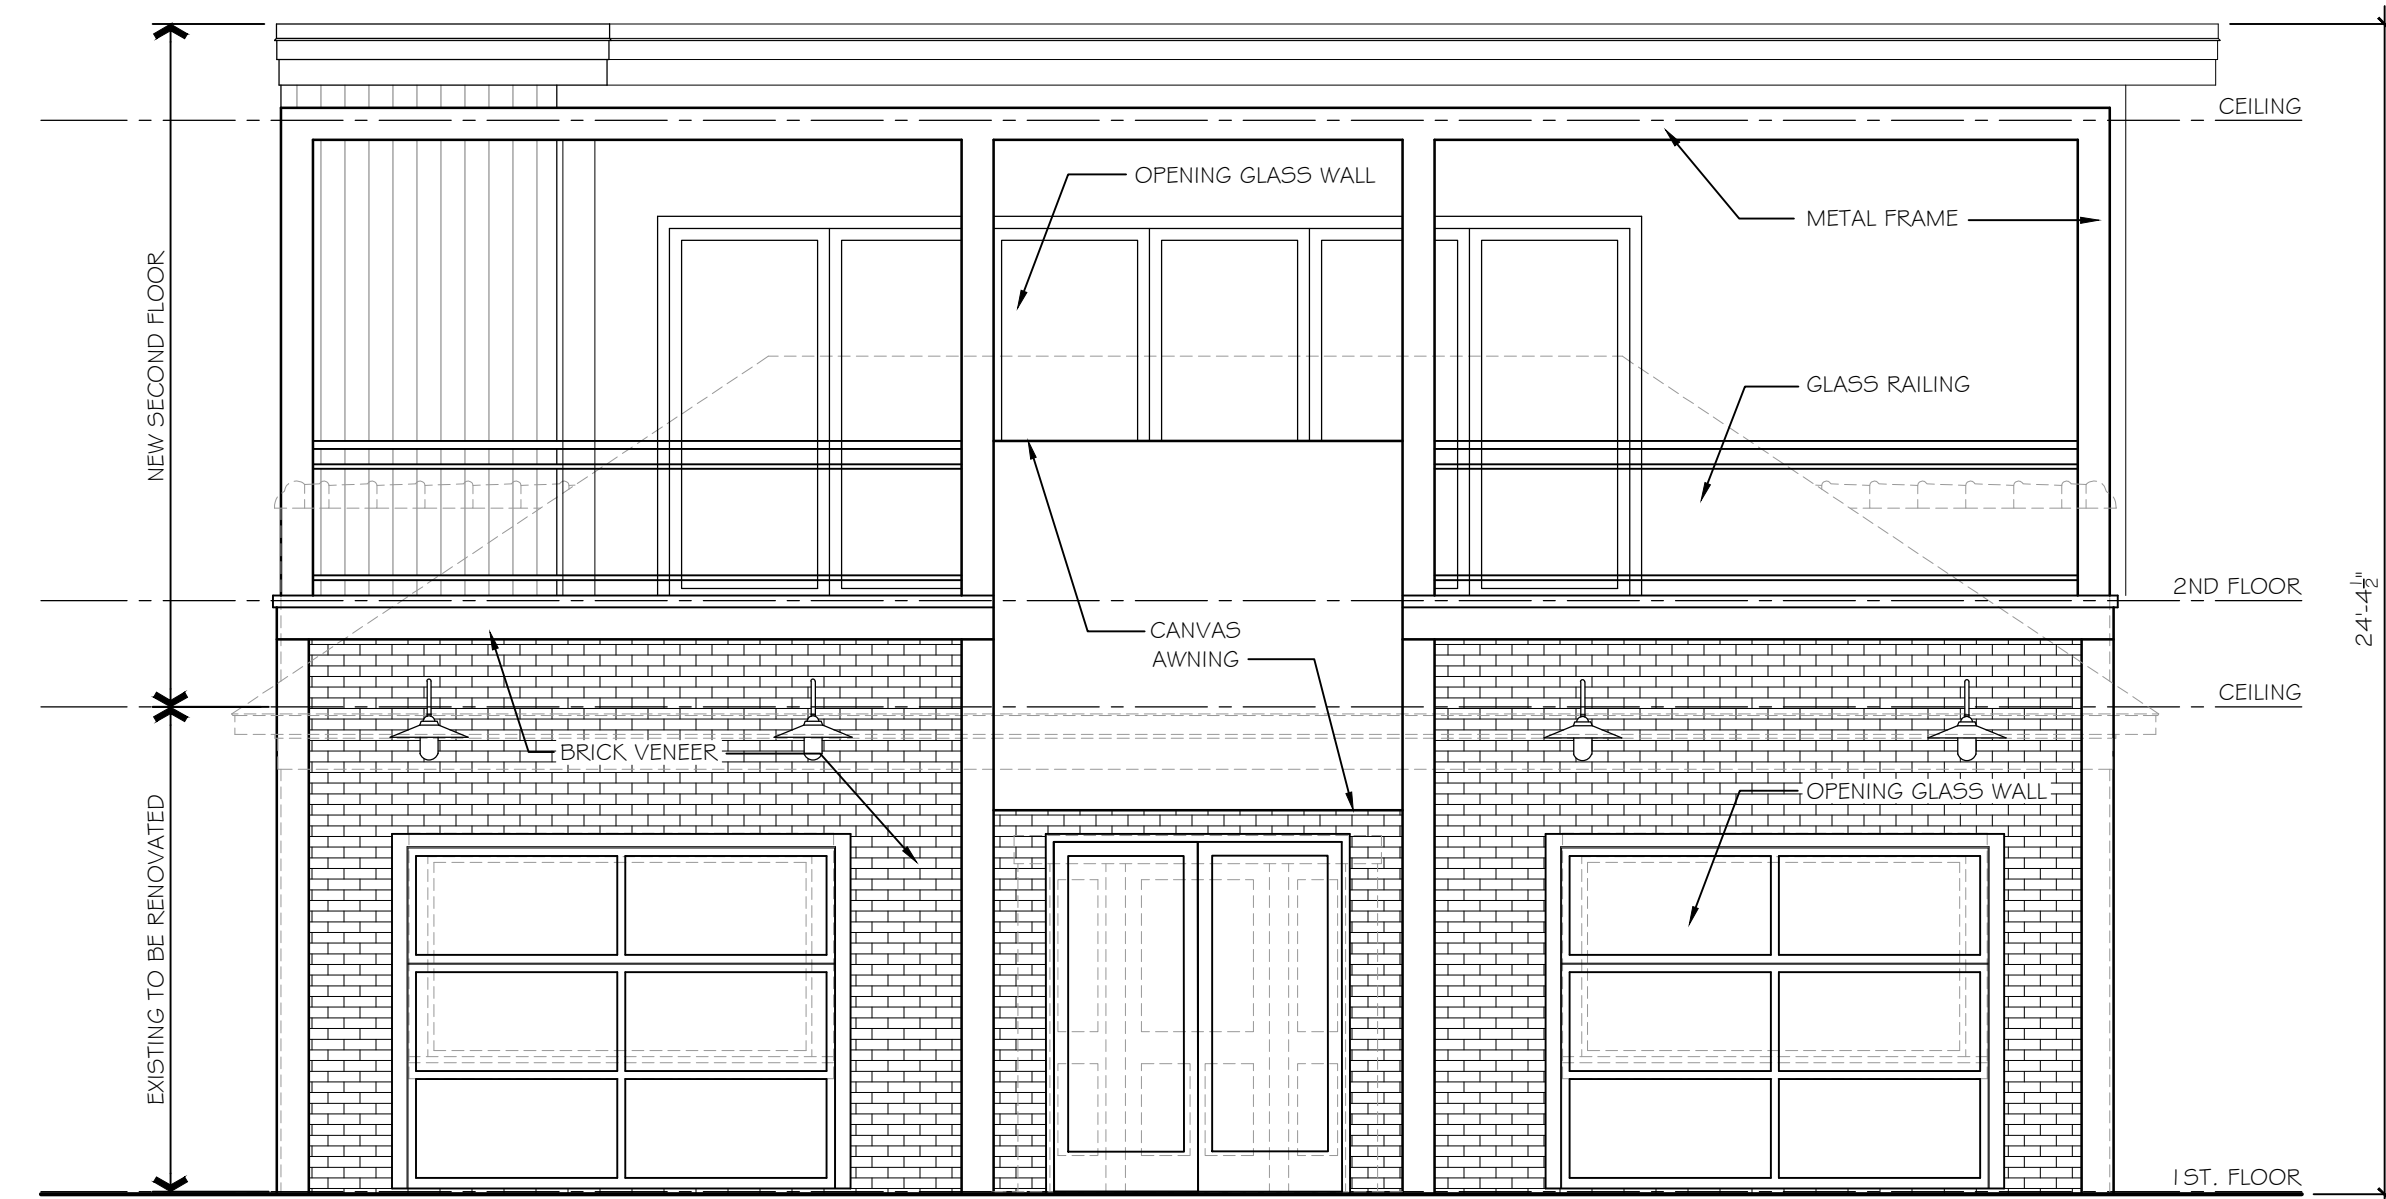 CEILING
OPENING GLASS WALL
METAL FRAME
NEW SECOND FLOOR
GLASS RAILING
2ND FLOOR
24'-4½"
CANVAS
AWNING
CEILING
BRICK VENEER
OPENING GLASS WALL
EXISTING TO BE RENOVATED
1ST. FLOOR